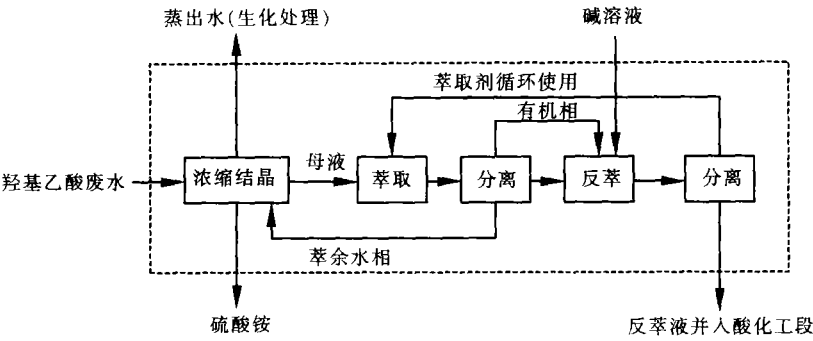 蒸出水(生化处理)
碱溶液
萃取剂循环使用
有机相
羟基乙酸废水
浓缩结晶
母液
萃取
分离
反萃
分离
萃余水相
硫酸铵
反萃液并入酸化工段